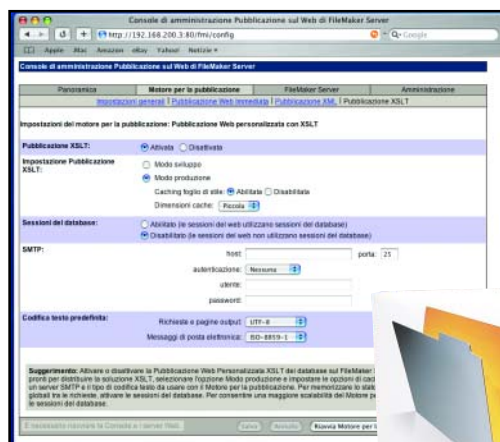 Console di amministrazione Pubblicazione sul Web di FileMaker Server
http://192.168.200.3:80/fmi/config
Q- Google
Apple Mac Amazon eBay Yahoo! Notizie
Console di amministrazione Pubblicazione sul Web di FileMaker Server
Panoramica Motore per la pubblicazione FileMaker Server Amministrazione
Impostazioni generali | Pubblicazione Web immediata | Pubblicazione XML | Pubblicazione XSLT
Impostazioni del motore per la pubblicazione: Pubblicazione Web personalizzata con XSLT
Pubblicazione XSLT: Attivata Disattivata
Impostazione Pubblicazione XSLT: Modo sviluppo
Modo produzione
Caching foglio di stile: Abilitata Disabilitata
Dimensioni cache: Piccola
Sessioni del database: Abilitato (le sessioni del web utilizzano sessioni del database)
Disabilitato (le sessioni del web non utilizzano sessioni del database)
SMTP: host: porta: 25
autenticazione: Nessuna
utente:
password:
Codifica testo predefinita: Richieste e pagine output: UTF-8
Messaggi di posta elettronica: ISO-8859-1
Suggerimento: Attivare o disattivare la Pubblicazione Web Personalizzata XSLT dei database sul FileMaker
pronti per distribuire la soluzione XSLT, selezionare l'opzione Modo produzione e impostare le opzioni di
un server SMTP e il tipo di codifica testo da usare con il Motore per la pubblicazione. Per memorizzare lo
globali tra le richieste, attivare le sessioni del database. Per consentire una maggiore scalabilità del Motore
le sessioni del database.
È necessario riavviare la Console e i server Web. Salva Annulla Riavvia Motore per